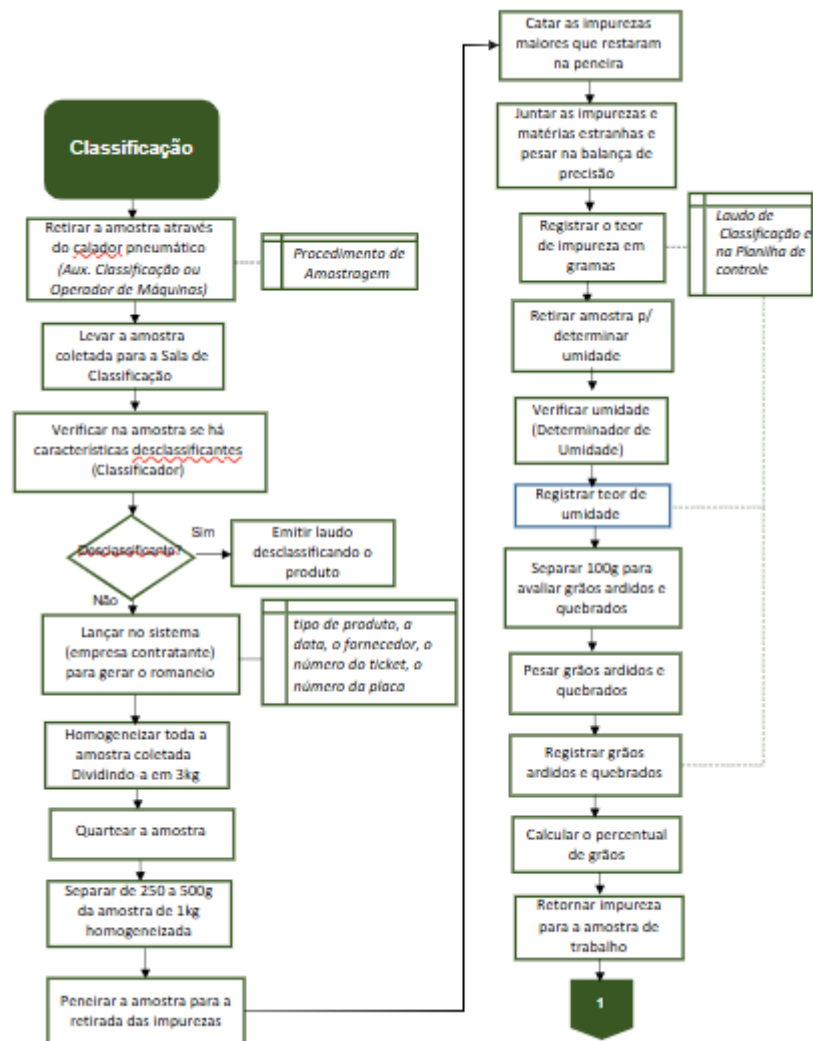 Classificação
Retirar a amostra através
do calador pneumático
(Aux. Classificação ou
Operador de Máquinas)
Procedimento de
Amostragem
Levar a amostra
coletada para a Sala de
Classificação
Verificar na amostra se há
características desclassificantes
(Classificador)
Desclassificante?
Sim
Emitir laudo
desclassificando o
produto
Não
Lançar no sistema
(empresa contratante)
para gerar o romaneio
tipo de produto, a
data, o fornecedor, o
número do ticket, o
número da placa
Homogeneizar toda a
amostra coletada
Dividindo-a em 3kg
Quartear a amostra
Separar de 250 a 500g
da amostra de 1kg
homogeneizada
Peneirar a amostra para a
retirada das impurezas
Catar as impurezas
maiores que restaram
na peneira
Juntar as impurezas e
matérias estranhas e
pesar na balança de
precisão
Registrar o teor
de impureza em
gramas
Laudo de
Classificação e
na Planilha de
controle
Retirar amostra p/
determinar
umidade
Verificar umidade
(Determinador de
Umidade)
Registrar teor de
umidade
Separar 100g para
avaliar grãos ardidos e
quebrados
Pesar grãos ardidos e
quebrados
Registrar grãos
ardidos e quebrados
Calcular o percentual
de grãos
Retornar impureza
para a amostra de
trabalho
1